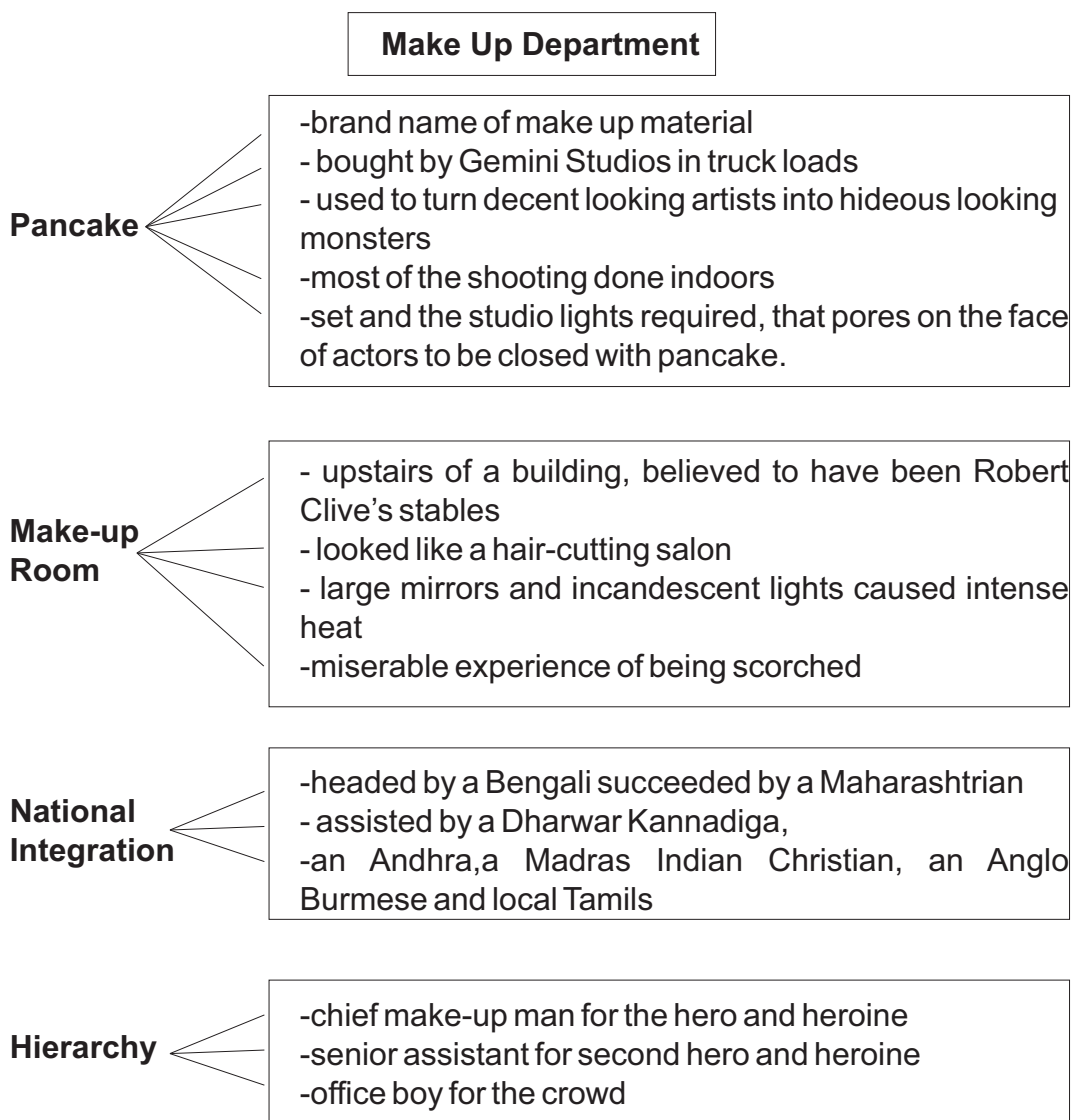 Make Up Department
Pancake
-brand name of make up material
- bought by Gemini Studios in truck loads
- used to turn decent looking artists into hideous looking
monsters
-most of the shooting done indoors
-set and the studio lights required, that pores on the face
of actors to be closed with pancake.
Make-up
Room
- upstairs of a building, believed to have been Robert
Clive's stables
- looked like a hair-cutting salon
- large mirrors and incandescent lights caused intense
heat
-miserable experience of being scorched
National
Integration
-headed by a Bengali succeeded by a Maharashtrian
- assisted by a Dharwar Kannadiga,
-an Andhra,a Madras Indian Christian, an Anglo
Burmese and local Tamils
Hierarchy
-chief make-up man for the hero and heroine
-senior assistant for second hero and heroine
-office boy for the crowd